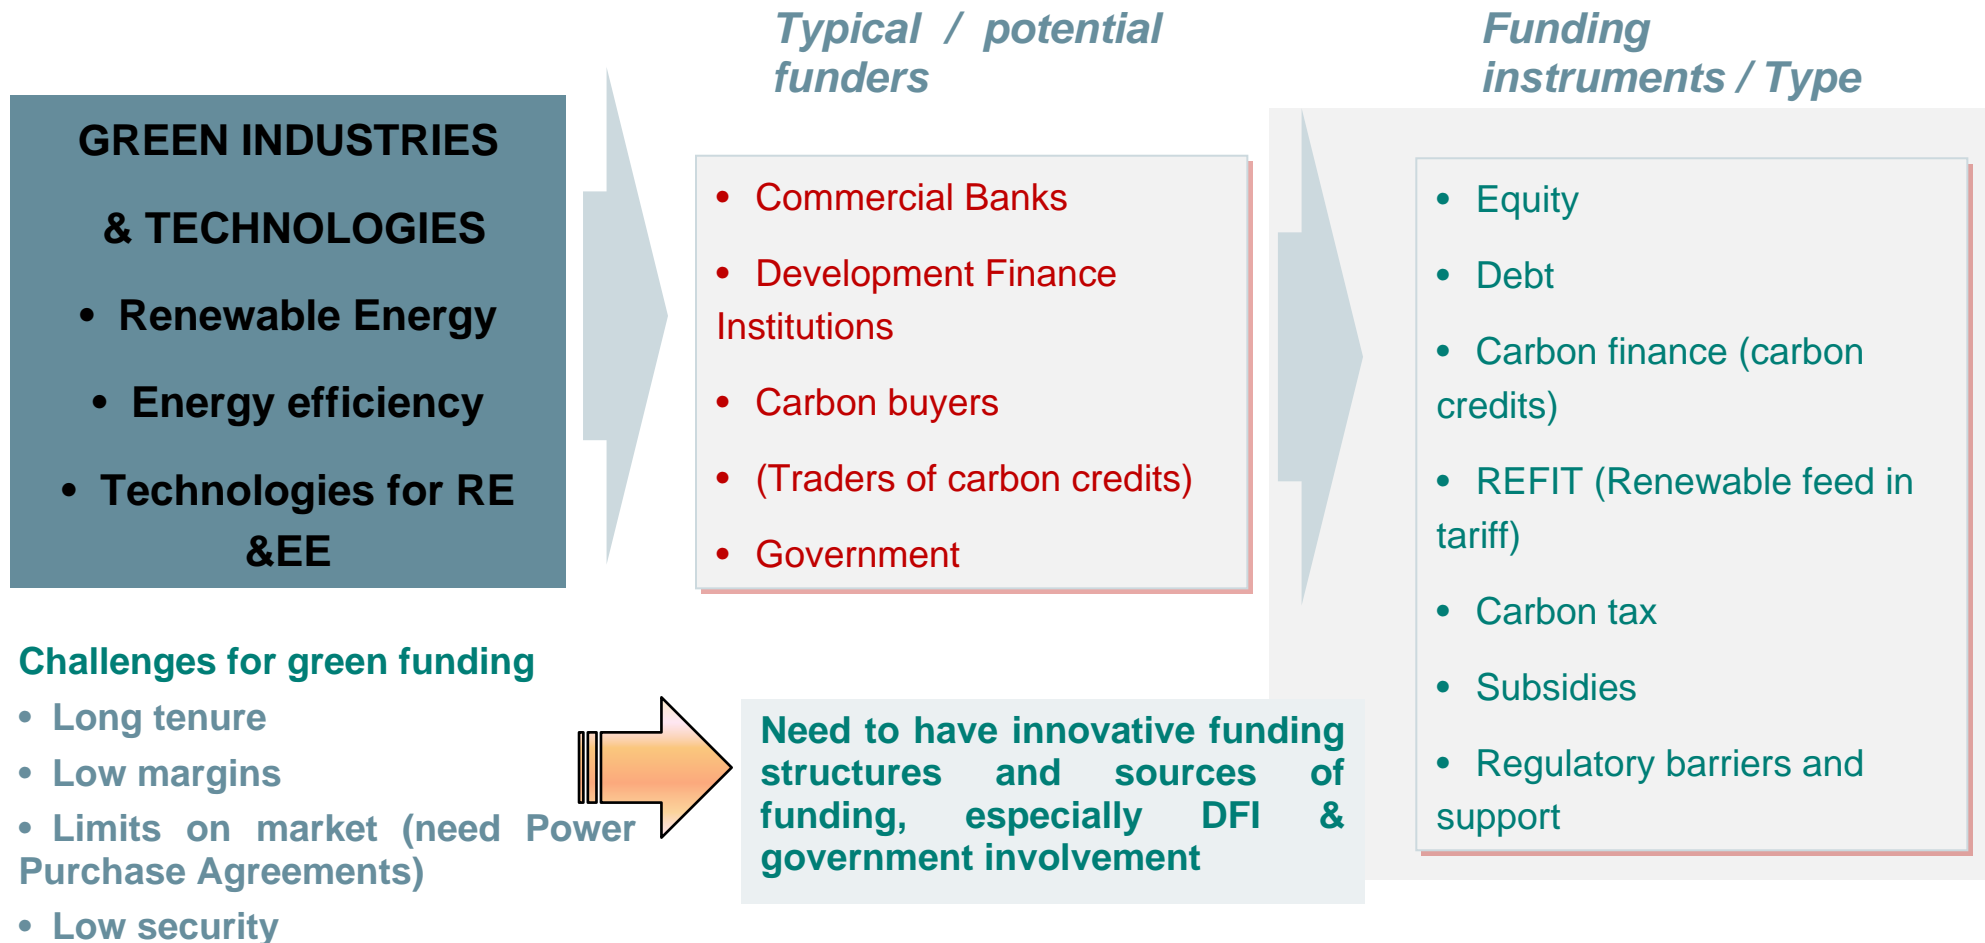 Typical / potential
funders
Funding
instruments / Type
GREEN INDUSTRIES
& TECHNOLOGIES
• Renewable Energy
• Energy efficiency
• Technologies for RE
&EE
• Commercial Banks
• Development Finance
Institutions
• Carbon buyers
• (Traders of carbon credits)
• Government
• Equity
• Debt
• Carbon finance (carbon
credits)
• REFIT (Renewable feed in
tariff)
• Carbon tax
• Subsidies
• Regulatory barriers and
support
Challenges for green funding
• Long tenure
• Low margins
• Limits on market (need Power
Purchase Agreements)
• Low security
Need to have innovative funding
structures and sources of
funding, especially DFI &
government involvement